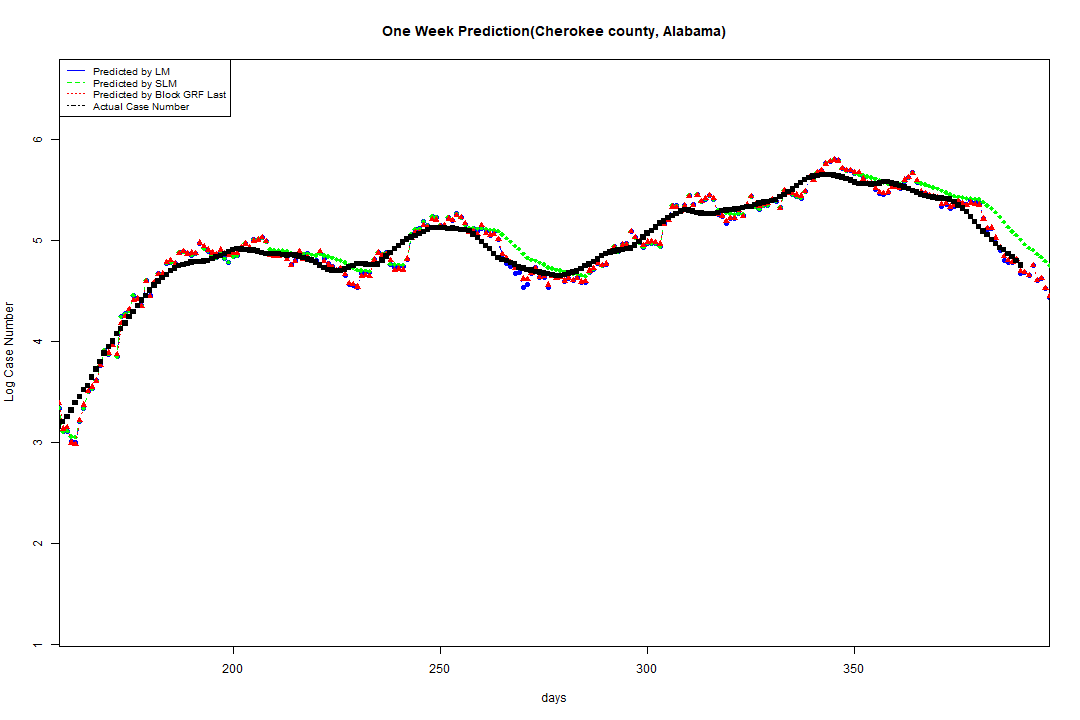 One Week Prediction(Cherokee county, Alabama)
Predicted by LM
Predicted by SLM
Predicted by Block GRF Last
Actual Case Number
6
5
4
3
2
1
Log Case Number
200 250 300 350
days